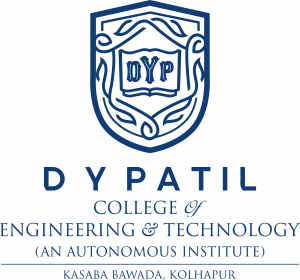 DYP
D Y PATIL
COLLEGE Of
ENGINEERING & TECHNOLOGY
(AN AUTONOMOUS INSTITUTE)
KASABA BAWADA, KOLHAPUR